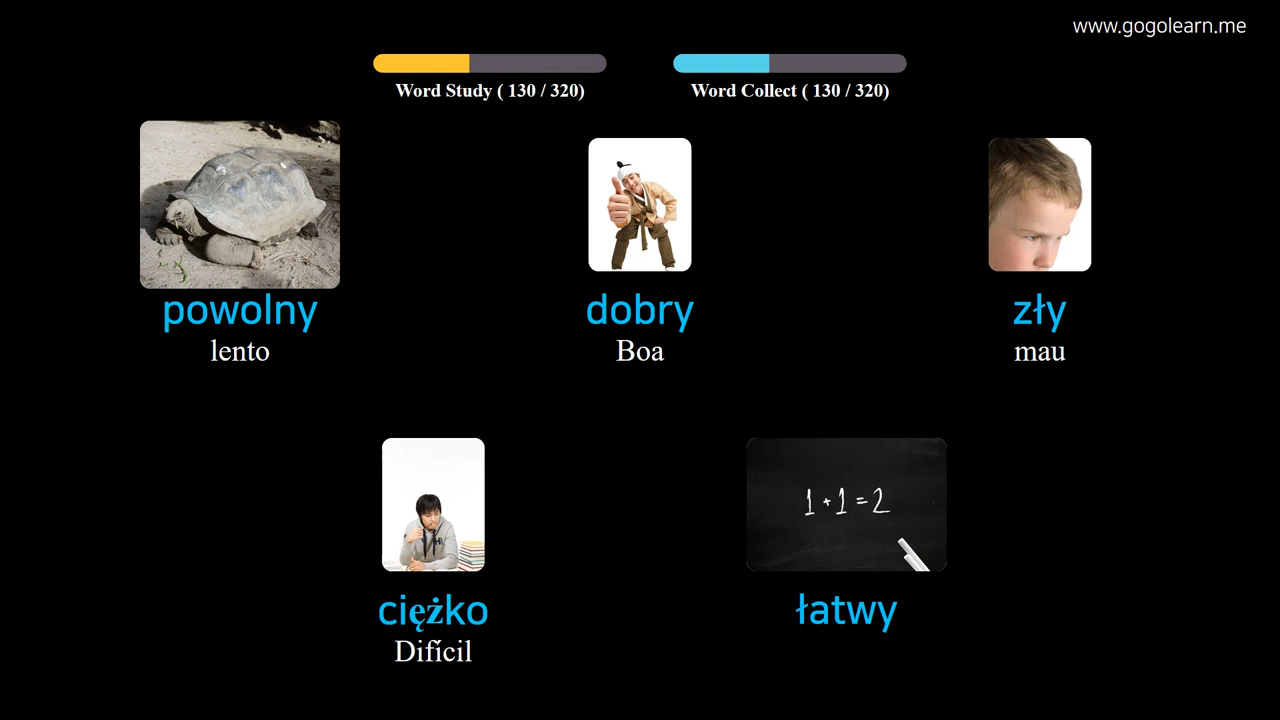 www.gogolearn.me
Word Study ( 130 / 320)
Word Collect ( 130 / 320)
powolny
lento
dobry
Boa
zły
mau
ciężko
Difícil
1+1=2
łatwy